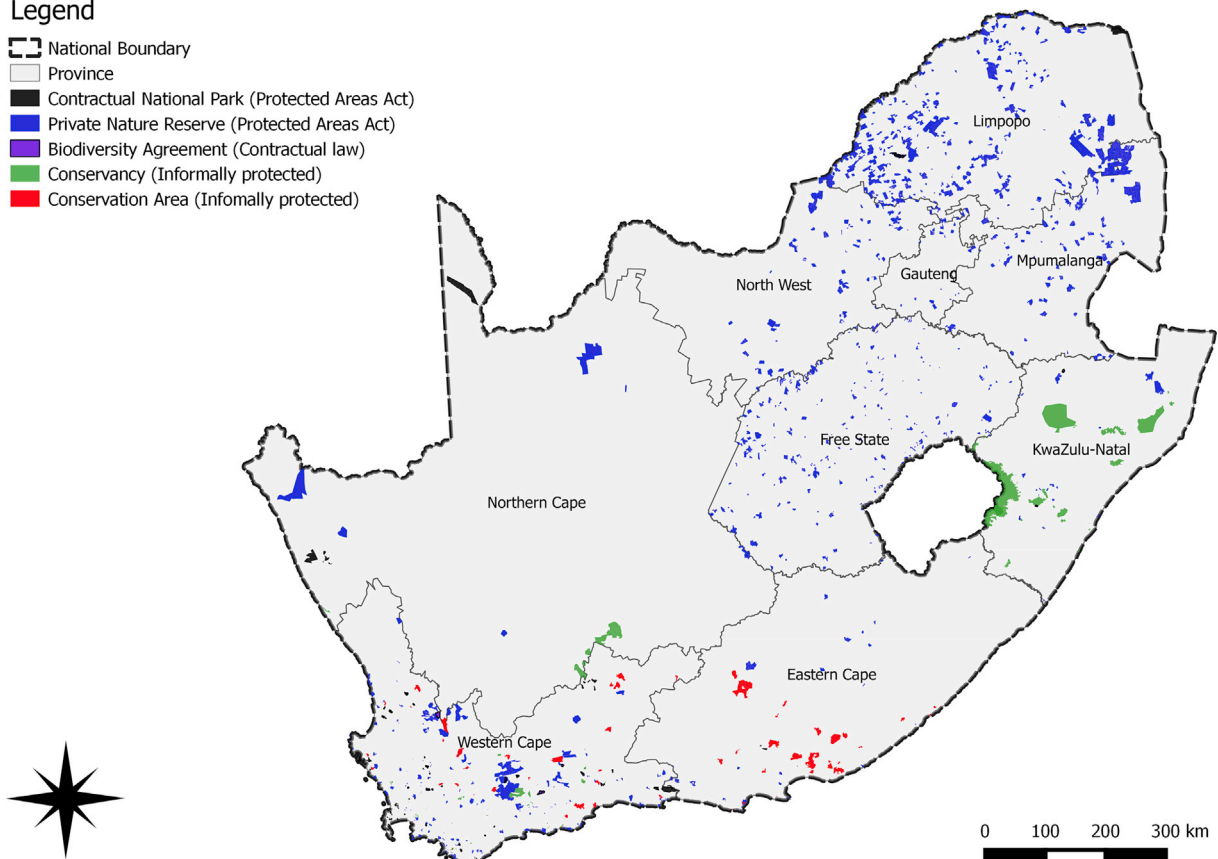 Legend
National Boundary
Province
Contractual National Park (Protected Areas Act)
Private Nature Reserve (Protected Areas Act)
Biodiversity Agreement (Contractual law)
Conservancy (Informally protected)
Conservation Area (Infomally protected)
Limpopo
Mpumalanga
Gauteng
North West
Free State
KwaZulu-Natal
Northern Cape
Eastern Cape
Western Cape
0 100 200 300 km